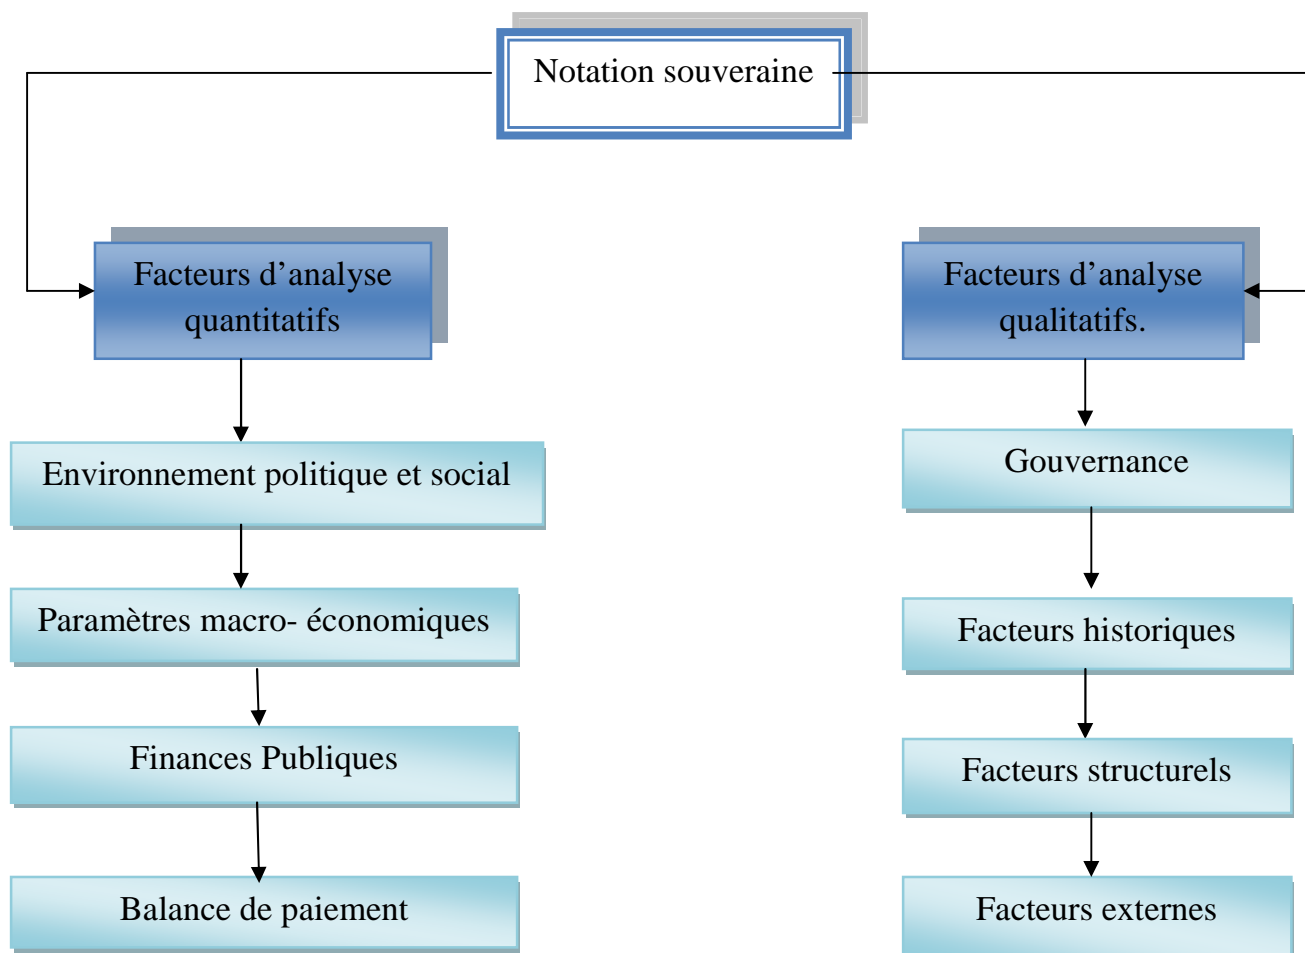 Notation souveraine
Facteurs d’analyse
quantitatifs
Environnement politique et social
Paramètres macro- économiques
Finances Publiques
Balance de paiement
Facteurs d’analyse
qualitatifs.
Gouvernance
Facteurs historiques
Facteurs structurels
Facteurs externes